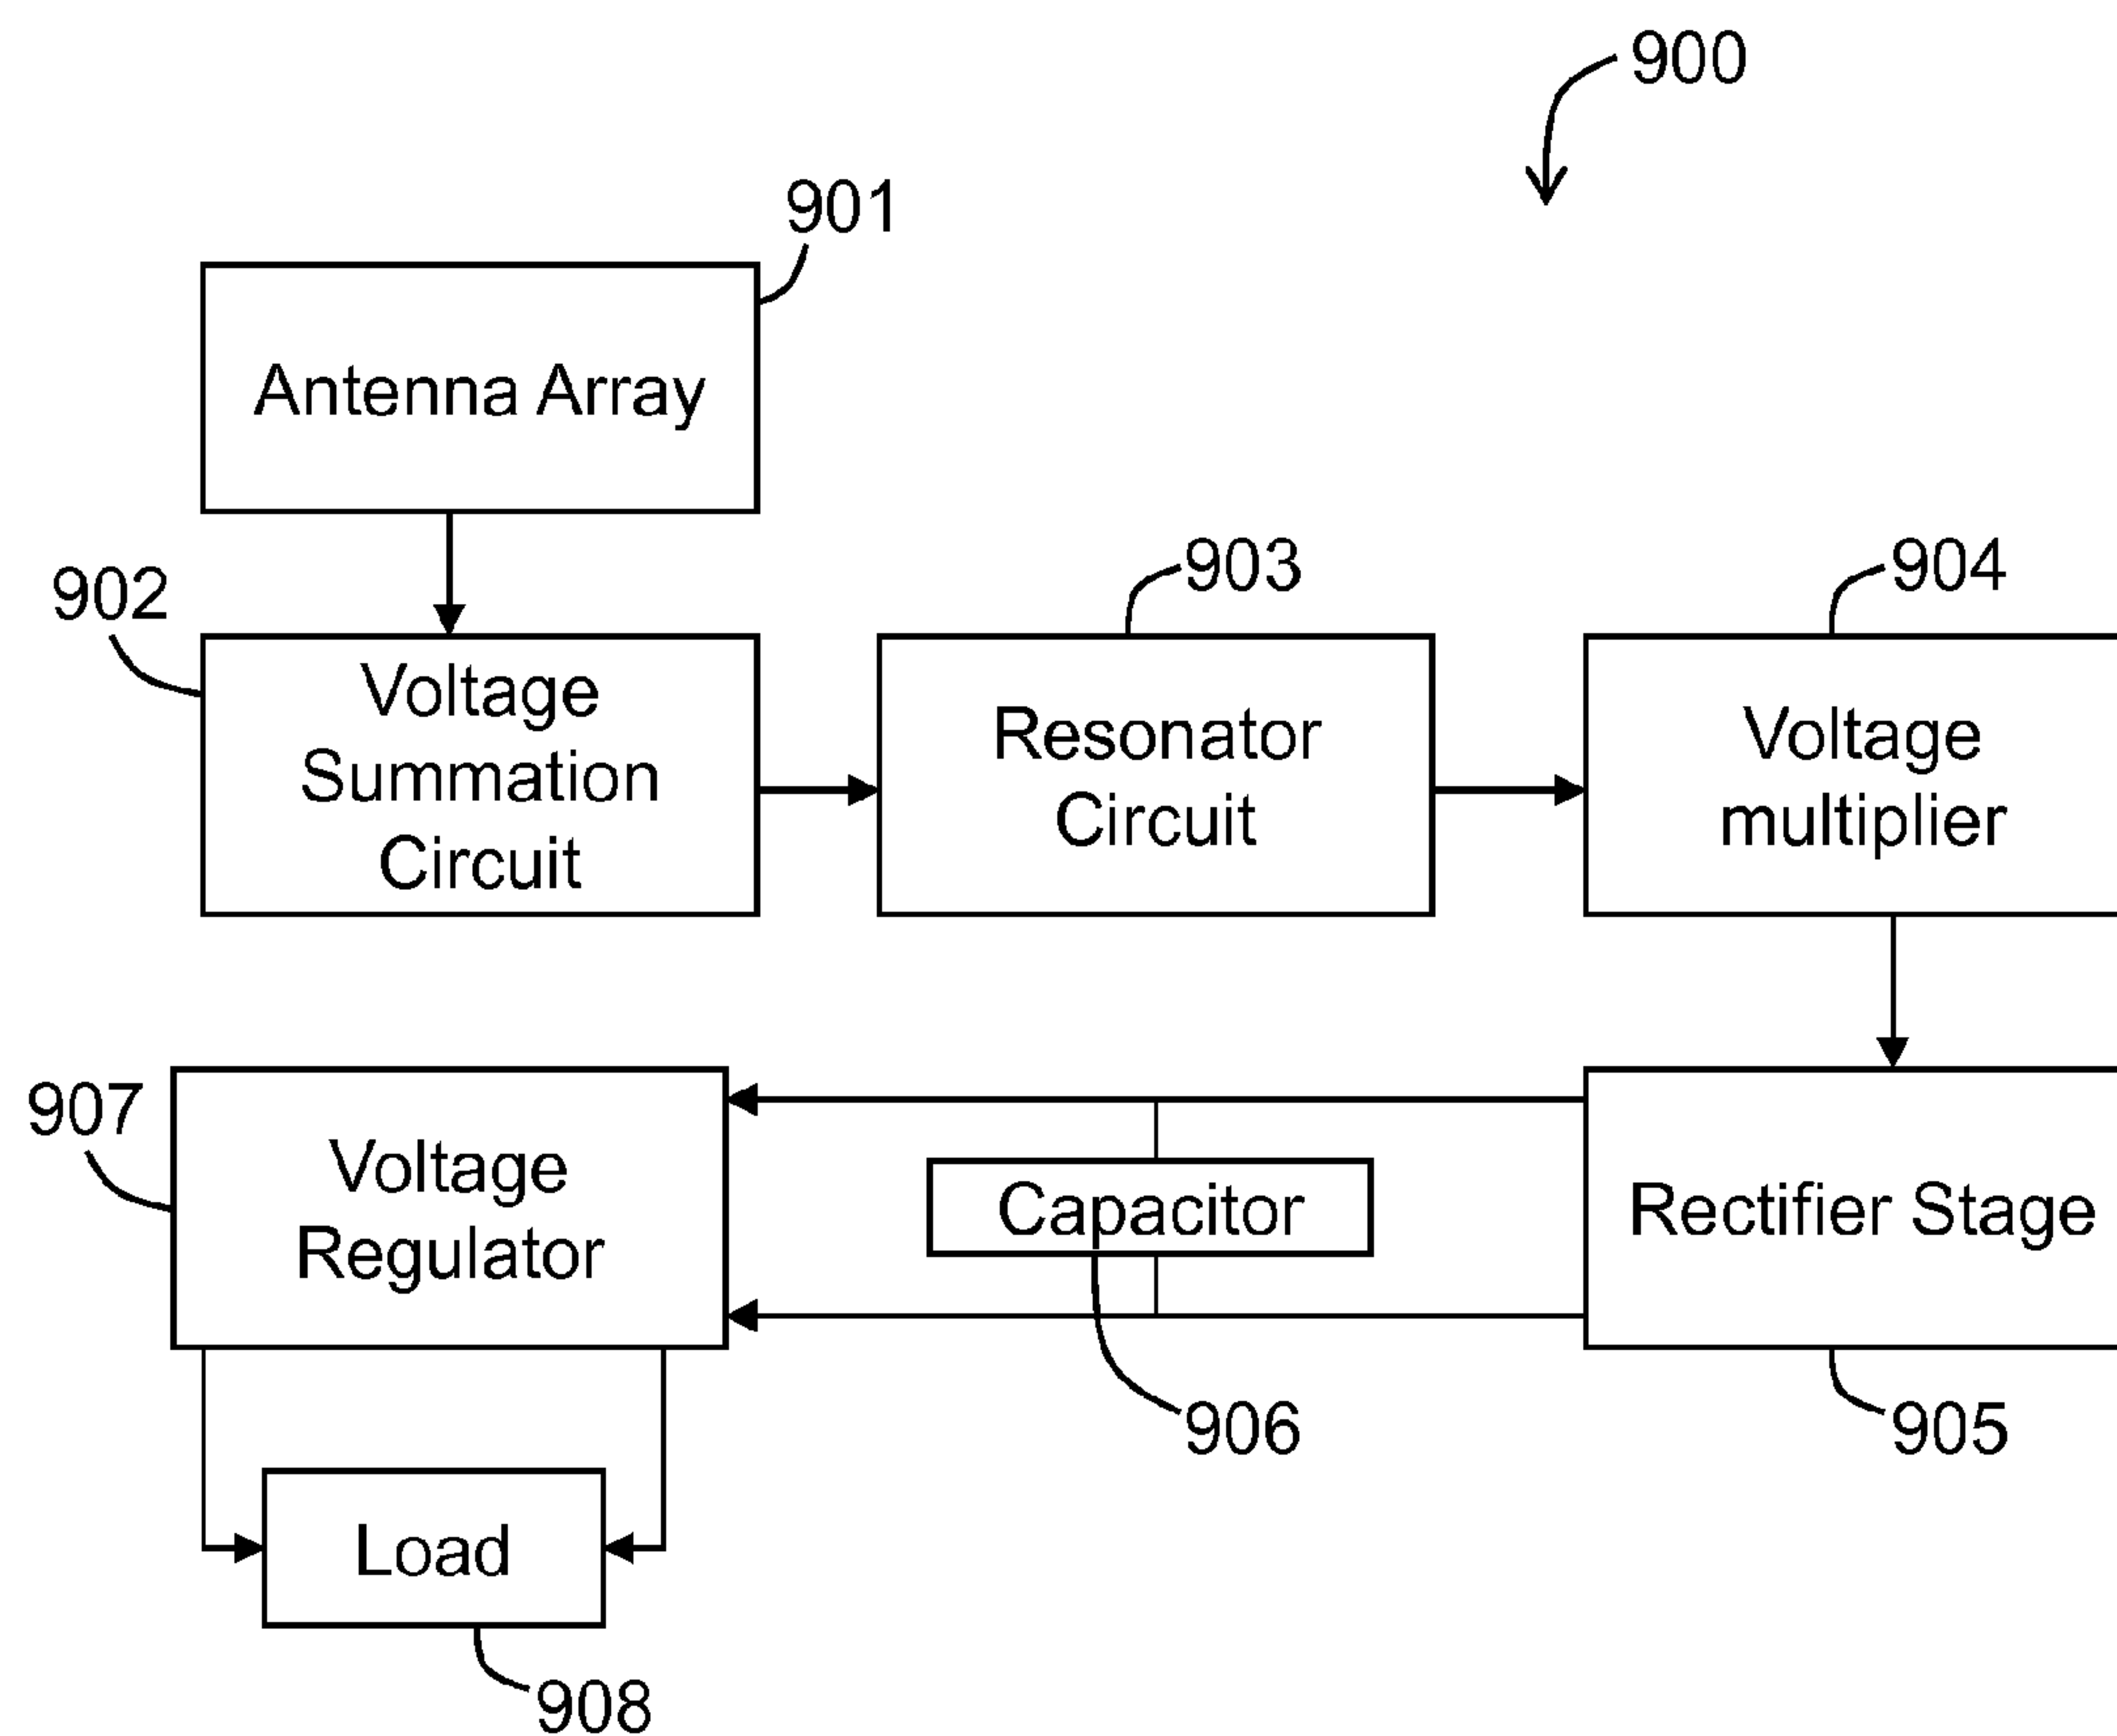 900
901
Antenna Array
902
903
904
Voltage
Summation
Circuit
Resonator
Circuit
Voltage
multiplier
907
Voltage
Regulator
Capacitor
Rectifier Stage
906
905
Load
908